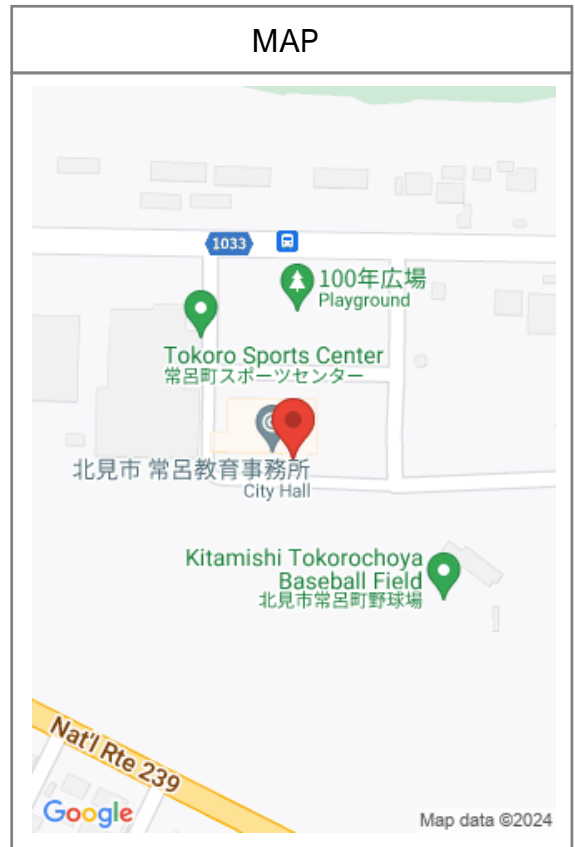 MAP
1033
100年広場
Playground
Tokoro Sports Center
常呂町スポーツセンター
北見市 常呂教育事務所
City Hall
Kitamishi Tokorochoya
Baseball Field
北見市常呂町野球場
Nat'l Rte 239
Google
Map data ©2024